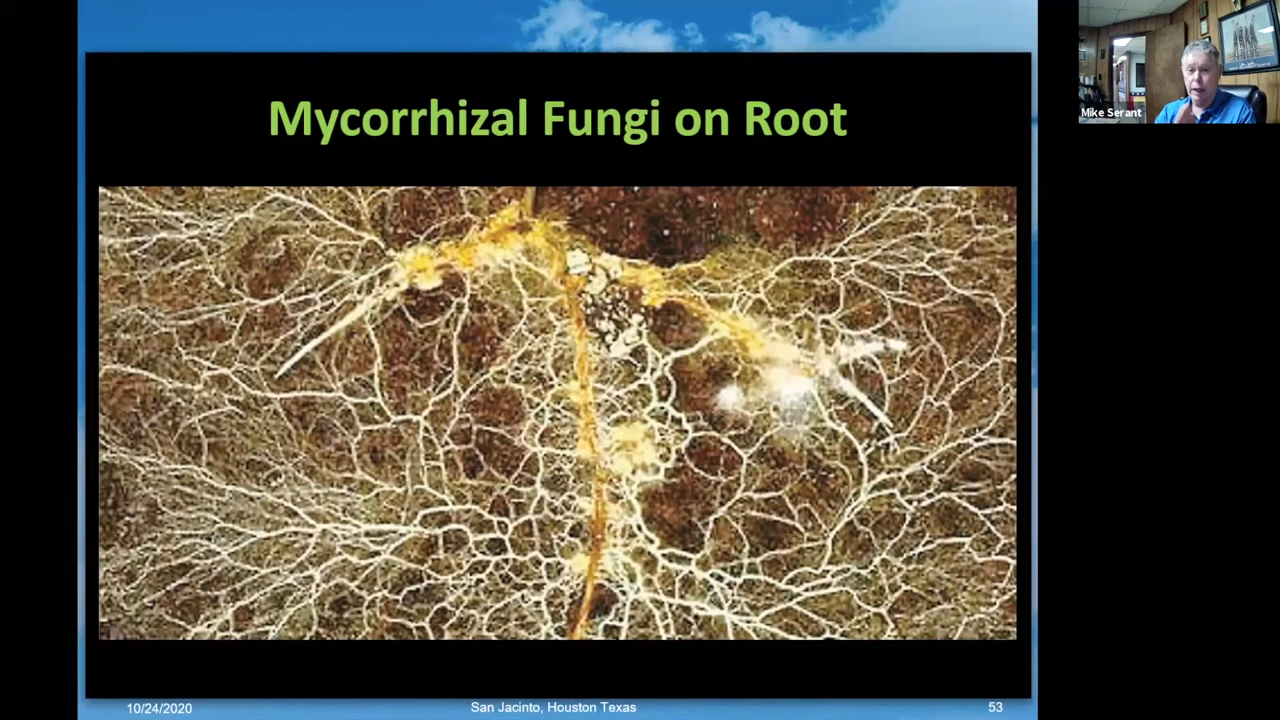 Mycorrhizal Fungi on Root
Mike Serant
10/24/2020
San Jacinto, Houston Texas
53